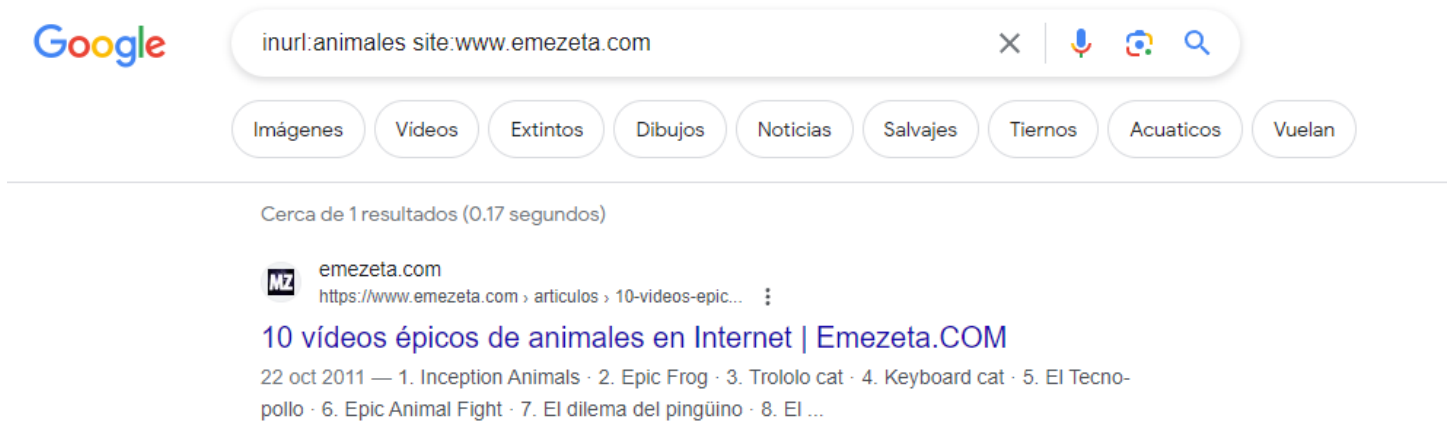 Google
inurl:animales site:www.emezeta.com
Imágenes Vídeos Extintos Dibujos Noticias Salvajes Tiernos Acuaticos Vuelan
Cerca de 1 resultados (0.17 segundos)
MZ
emezeta.com
https://www.emezeta.com › articulos › 10-videos-epic...
10 vídeos épicos de animales en Internet | Emezeta.COM
22 oct 2011 — 1. Inception Animals · 2. Epic Frog · 3. Trololo cat · 4. Keyboard cat · 5. El Tecno-
pollo · 6. Epic Animal Fight · 7. El dilema del pingüino · 8. El ...